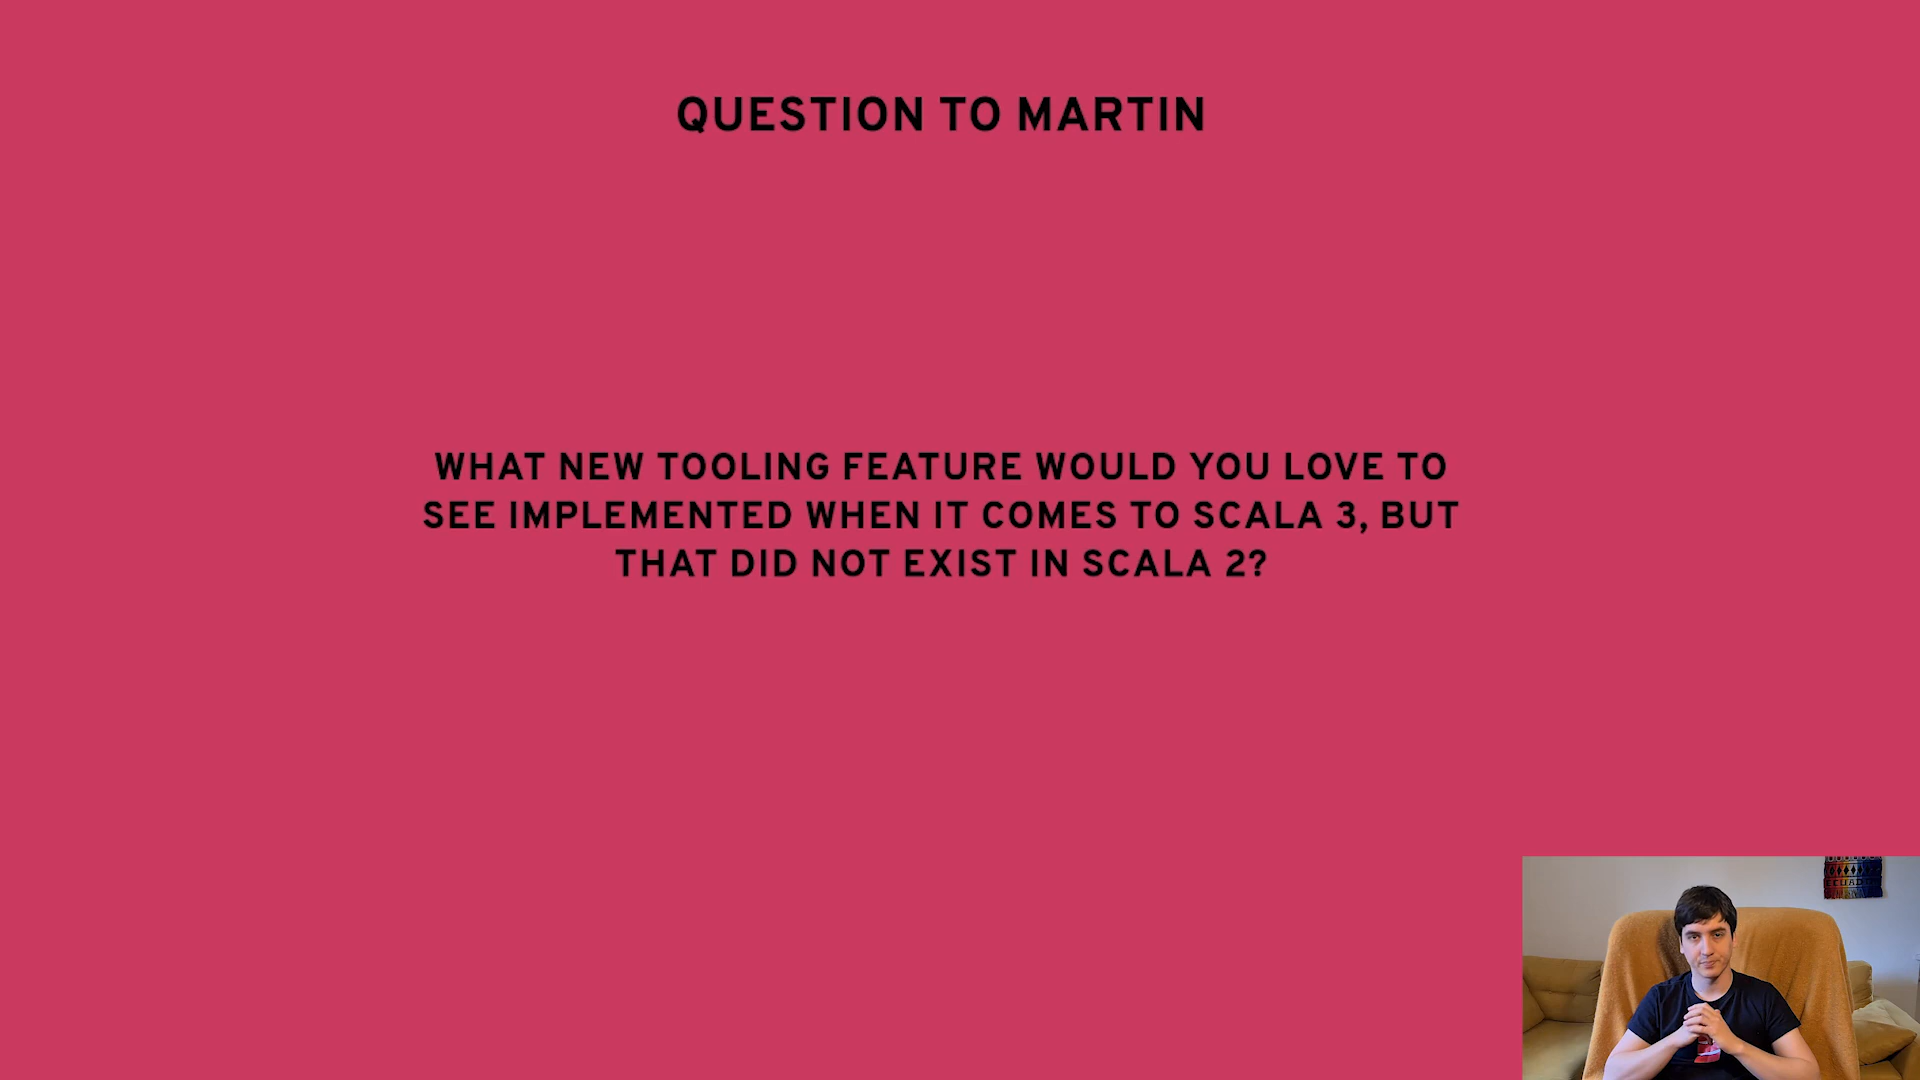 QUESTION TO MARTIN
WHAT NEW TOOLING FEATURE WOULD YOU LOVE TO
SEE IMPLEMENTED WHEN IT COMES TO SCALA 3, BUT
THAT DID NOT EXIST IN SCALA 2?